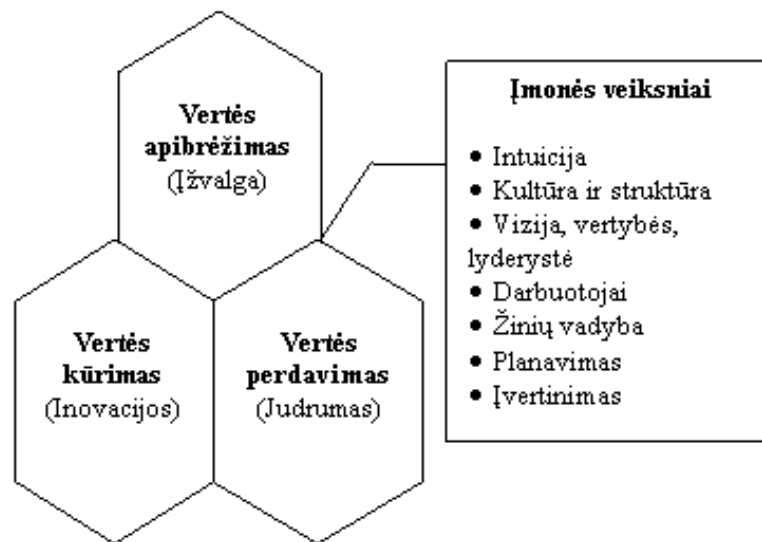 Vertės
apibrėžimas
(Įžvalga)
Vertės
kūrimas
(Inovacijos)
Vertės
perdavimas
(Judrumas)
Įmonės veiksniai
• Intuicija
• Kultūra ir struktūra
• Vizija, vertybės,
lyderystė
• Darbuotojai
• Žinių vadyba
• Planavimas
• Įvertinimas